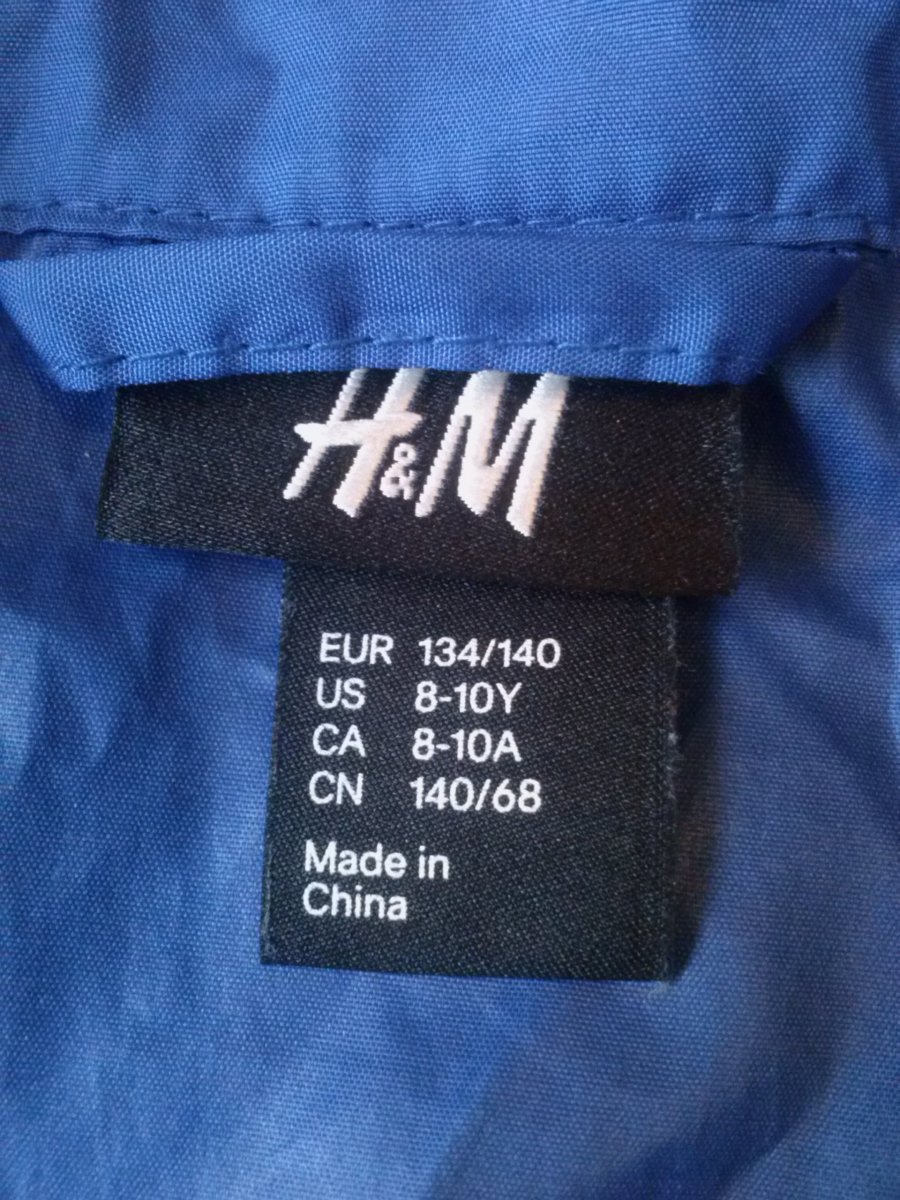 H&M
EUR 134/140
US 8-10Y
CA 8-10A
CN 140/68
Made in
China